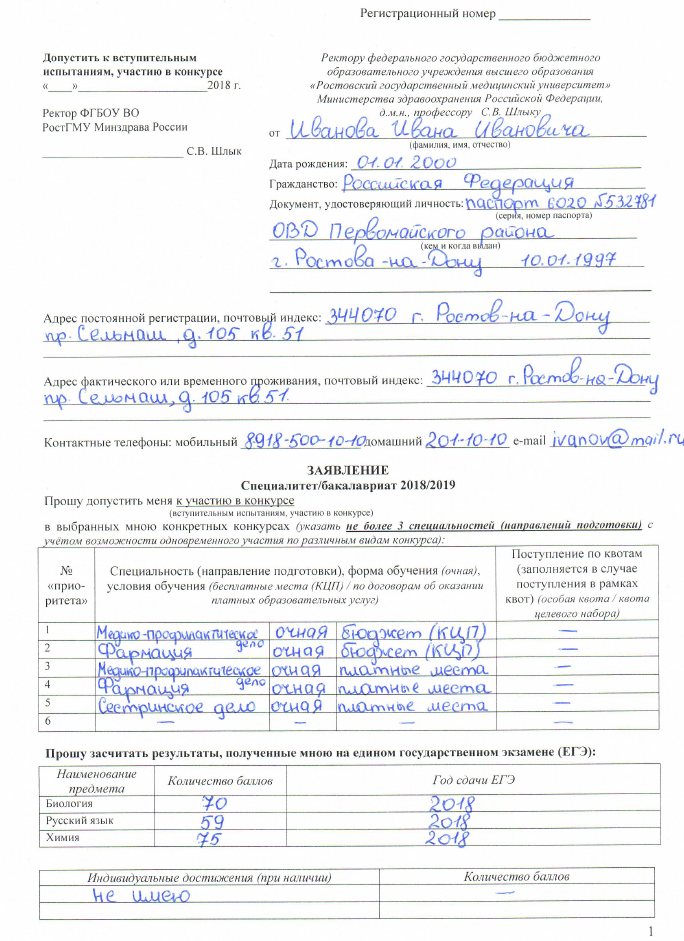 Регистрационный номер _______________
Допустить к вступительным
испытаниям, участию в конкурсе
«____»______________________2018 г.
Ректор ФГБОУ ВО
РостГМУ Минздрава России
________________________ С.В. Шлык
Ректору федерального государственного бюджетного
образовательного учреждения высшего образования
«Ростовский государственный медицинский университет»
Министерства здравоохранения Российской Федерации,
д.м.н., профессору С.В. Шлыку
от Иванова Ивана Ивановича
(фамилия, имя, отчество)
Дата рождения: 01.01.2000
Гражданство: Российская Федерация
Документ, удостоверяющий личность: паспорт 6020 №532781
(серия, номер паспорта)
ОВД Первомайского района
(кем и когда выдан)
г. Ростова-на-Дону 10.01.1997
Адрес постоянной регистрации, почтовый индекс: 344070 г. Ростов-на-Дону
пр. Сельмаш, д. 105 кв. 51
Адрес фактического или временного проживания, почтовый индекс: 344070 г. Ростов-на-Дону
пр. Сельмаш, д. 105 кв 51.
Контактные телефоны: мобильный 8918-500-10-10 домашний 201-10-10 e-mail ivanov@mail.ru
ЗАЯВЛЕНИЕ
Специалитет/бакалавриат 2018/2019
Прошу допустить меня к участию в конкурсе
(вступительным испытаниям, участию в конкурсе)
в выбранных мною конкретных конкурсах (указать не более 3 специальностей (направлений подготовки) с
учётом возможности одновременного участия по различным видам конкурса):
№ «прио-ритета» Специальность (направление подготовки), форма обучения (очная), условия обучения (бесплатные места (КЦП) / по договорам об оказании платных образовательных услуг) Поступление по квотам (заполняется в случае поступления в рамках квот) (особая квота / квота целевого набора)
1 Медико-профилактическое дело очная бюджет (КЦП) —
2 Фармация очная бюджет (КЦП) —
3 Медико-профилактическое дело очная платные места —
4 Фармация очная платные места —
5 Сестринское дело очная платные места —
6 — — — —
Прошу засчитать результаты, полученные мною на едином государственном экзамене (ЕГЭ):
Наименование предмета Количество баллов Год сдачи ЕГЭ
Биология 70 2018
Русский язык 59 2018
Химия 75 2018
Индивидуальные достижения (при наличии) Количество баллов
не имею —
1